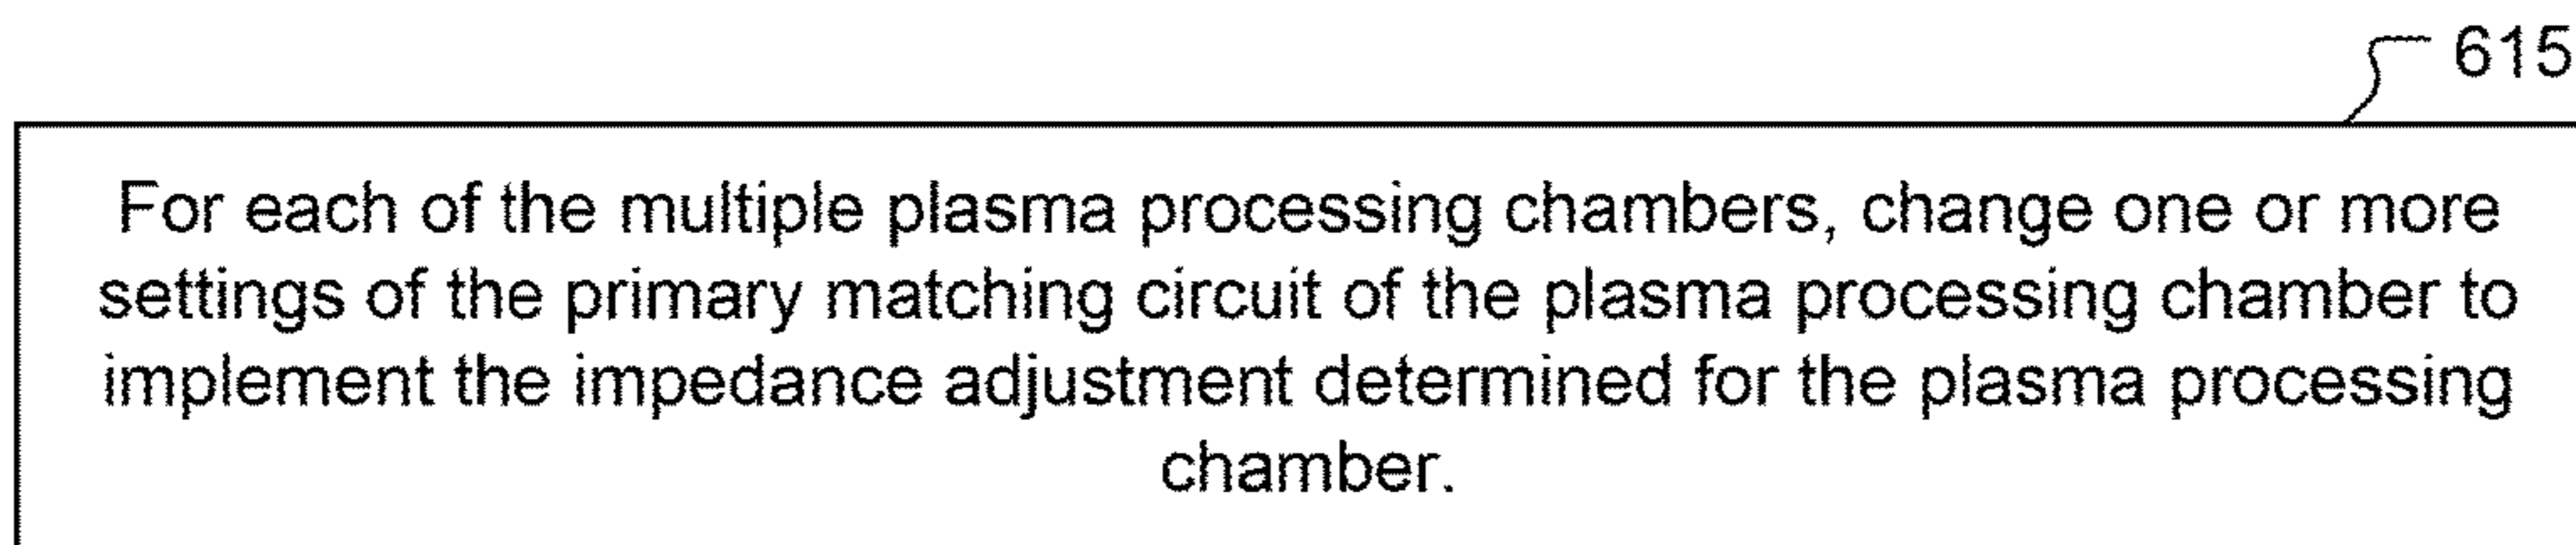 615
For each of the multiple plasma processing chambers, change one or more
settings of the primary matching circuit of the plasma processing chamber to
implement the impedance adjustment determined for the plasma processing
chamber.